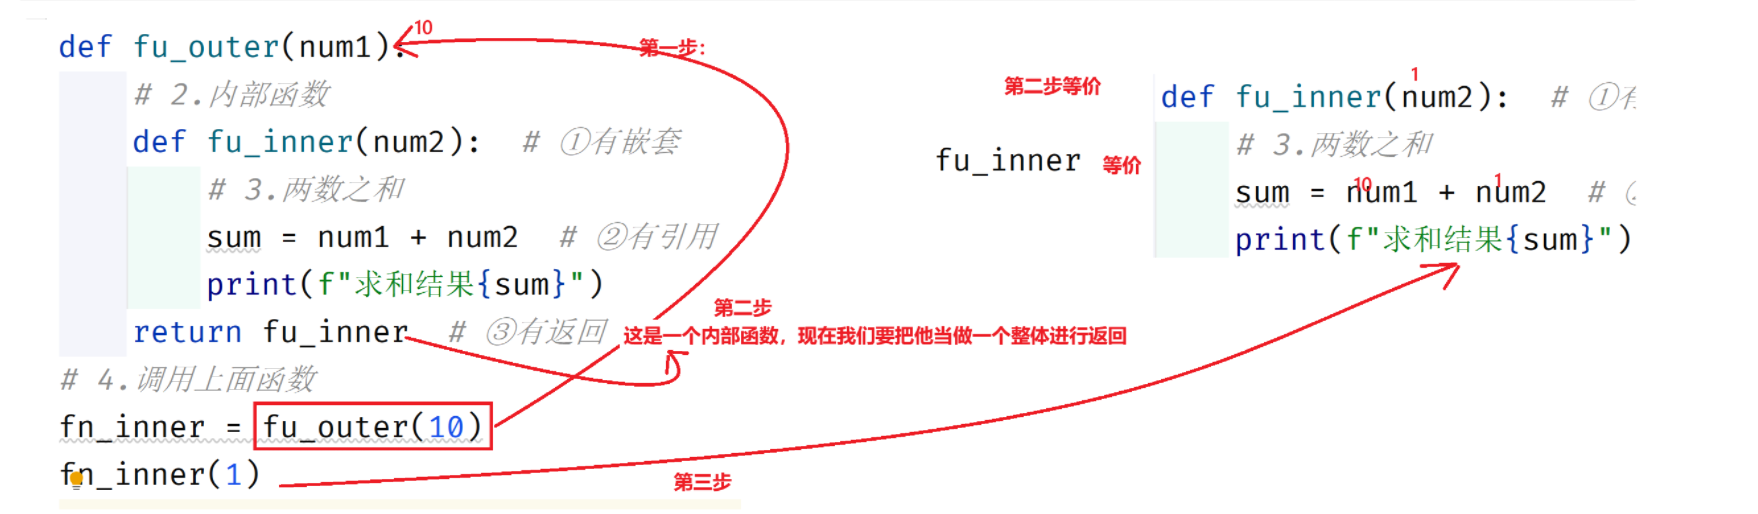 def fu_outer(num1):
10
第一步：
# 2.内部函数
def fu_inner(num2):  # ①有嵌套
# 3.两数之和
sum = num1 + num2  # ②有引用
print(f"求和结果{sum}")
return fu_inner  # ③有返回
第二步
这是一个内部函数，现在我们要把他当做一个整体进行返回
# 4.调用上面函数
fn_inner = fu_outer(10)
fn_inner(1)
第三步
第二步等价
fu_inner 等价
1
def fu_inner(num2):  # ①
# 3.两数之和
10 1
sum = num1 + num2  #
print(f"求和结果{sum}")